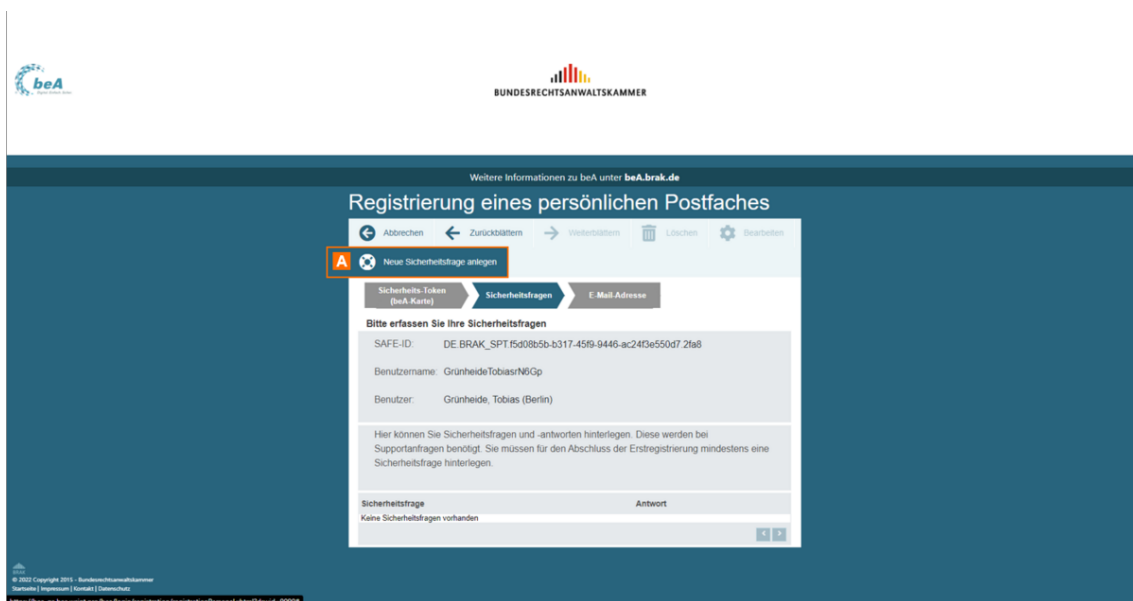 beA
BUNDESRECHTSANWALTSKAMMER
Weitere Informationen zu beA unter beA.brak.de
Registrierung eines persönlichen Postfaches
Abbrechen Zurückblättern Weiterblättern Löschen Bearbeiten
A Neue Sicherheitsfrage anlegen
Sicherheits-Token
(beA-Karte)
Sicherheitsfragen
E-Mail-Adresse
Bitte erfassen Sie Ihre Sicherheitsfragen
SAFE-ID: DE.BRAK_SPT.f5d08b5b-b317-45f9-9446-ac24f3e550d7.2fa8
Benutzername: GrünheideTobiasrN6Gp
Benutzer: Grünheide, Tobias (Berlin)
Hier können Sie Sicherheitsfragen und -antworten hinterlegen. Diese werden bei
Supportanfragen benötigt. Sie müssen für den Abschluss der Erstregistrierung mindestens eine
Sicherheitsfrage hinterlegen.
Sicherheitsfrage Antwort
Keine Sicherheitsfragen vorhanden
BRAK
© 2022 Copyright 2015 - Bundesrechtsanwaltskammer
Startseite | Impressum | Kontakt | Datenschutz